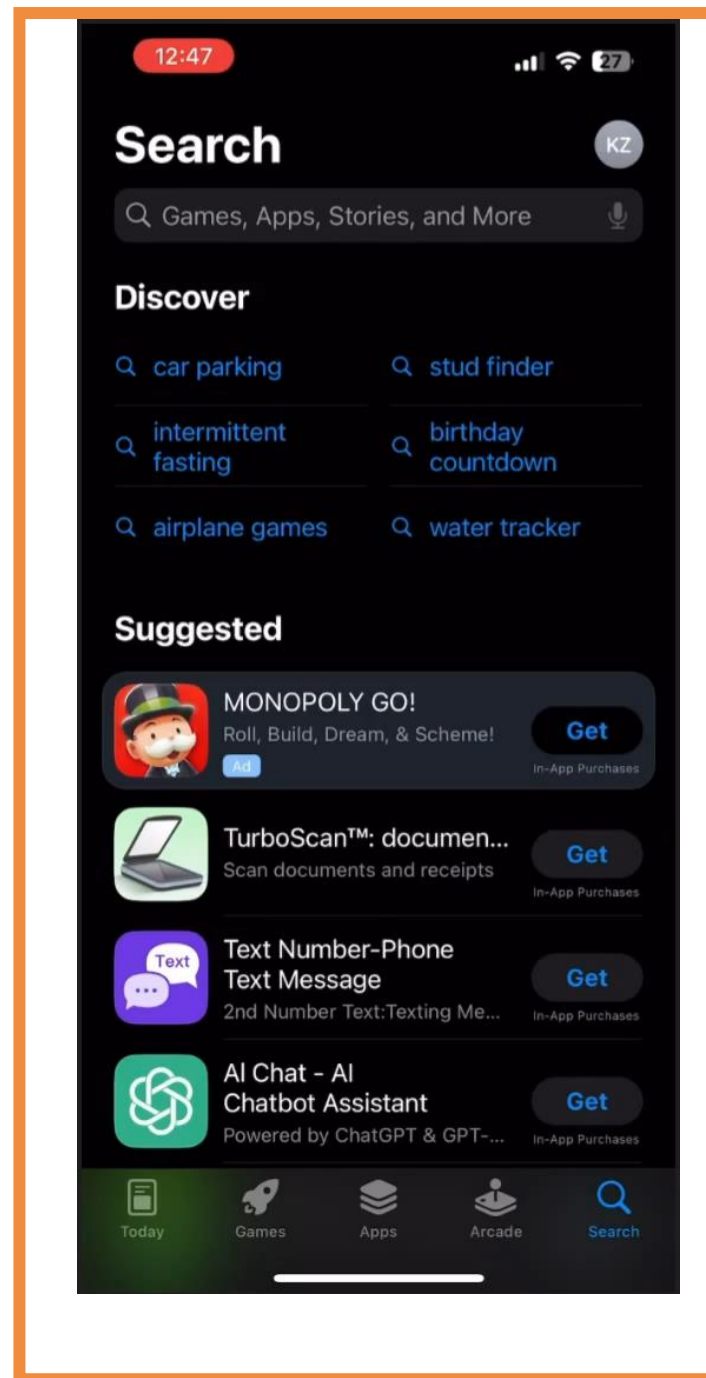 12:47
27
Search
KZ
Games, Apps, Stories, and More
Discover
car parking
stud finder
intermittent
fasting
birthday
countdown
airplane games
water tracker
Suggested
MONOPOLY GO!
Roll, Build, Dream, & Scheme!
Ad
Get
In-App Purchases
TurboScan™: documen...
Scan documents and receipts
Get
In-App Purchases
Text
Text Number-Phone
Text Message
2nd Number Text:Texting Me...
Get
In-App Purchases
AI Chat - AI
Chatbot Assistant
Powered by ChatGPT & GPT-...
Get
In-App Purchases
Today
Games
Apps
Arcade
Search